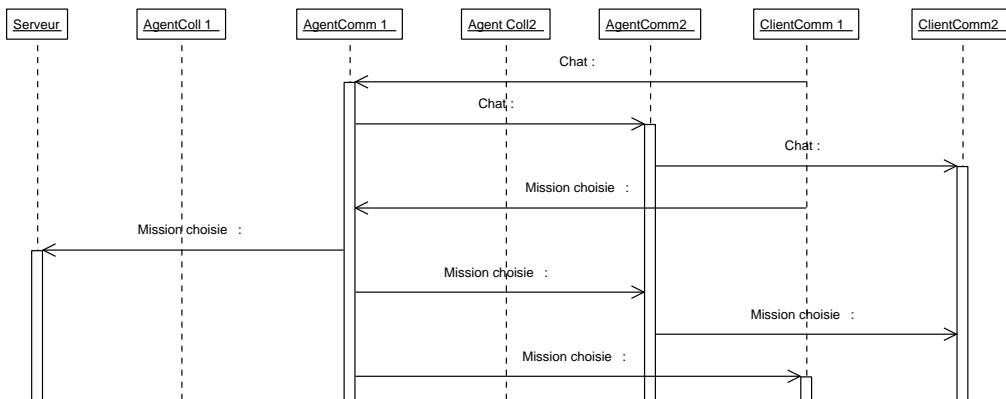 Serveur
AgentColl 1
AgentComm 1
Agent Coll2
AgentComm2
ClientComm 1
ClientComm2
Chat :
Chat :
Chat :
Mission choisie :
Mission choisie :
Mission choisie :
Mission choisie :
Mission choisie :